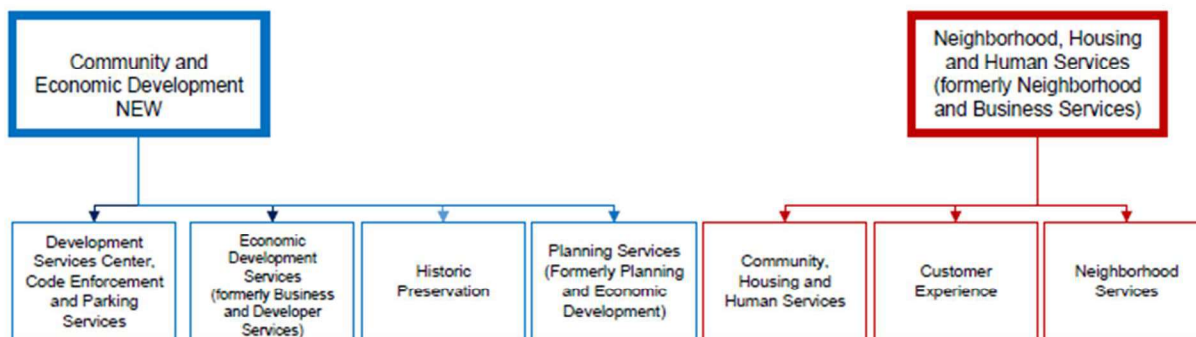 Community and
Economic Development
NEW
Neighborhood, Housing
and Human Services
(formerly Neighborhood
and Business Services)
Development
Services Center,
Code Enforcement
and Parking
Services
Economic
Development
Services
(formerly Business
and Developer
Services)
Historic
Preservation
Planning Services
(Formerly Planning
and Economic
Development)
Community,
Housing and
Human Services
Customer
Experience
Neighborhood
Services